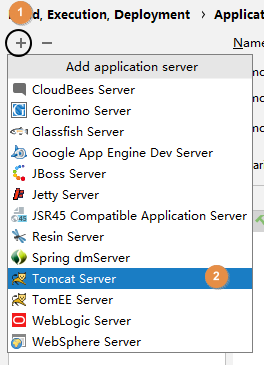 1
d, Execution, Deployment › Applicat
+ − Name
Add application server
CloudBees Server
Geronimo Server
Glassfish Server
Google App Engine Dev Server
JBoss Server
Jetty Server
JSR45 Compatible Application Server
Resin Server
Spring dmServer
Tomcat Server 2
TomEE Server
WebLogic Server
WebSphere Server